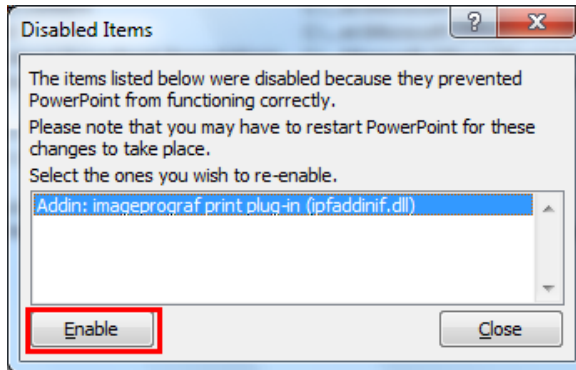 Disabled Items
The items listed below were disabled because they prevented
PowerPoint from functioning correctly.
Please note that you may have to restart PowerPoint for these
changes to take place.
Select the ones you wish to re-enable.
Addin: imageprograf print plug-in (ipfaddinif.dll)
Enable
Close